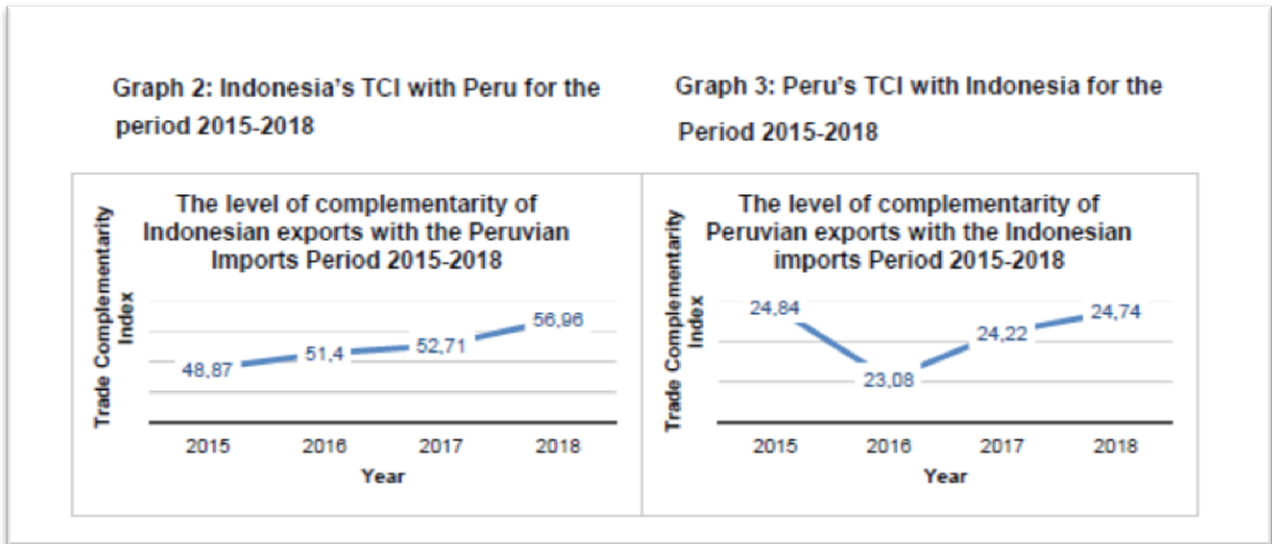 Graph 2: Indonesia's TCI with Peru for the
period 2015-2018
Graph 3: Peru's TCI with Indonesia for the
Period 2015-2018
The level of complementarity of
Indonesian exports with the Peruvian
Imports Period 2015-2018
Trade Complementarity
Index
48,87
51,4
52,71
56,96
2015
2016
2017
2018
Year
The level of complementarity of
Peruvian exports with the Indonesian
imports Period 2015-2018
Trade Complementarity
Index
24,84
23,08
24,22
24,74
2015
2016
2017
2018
Year